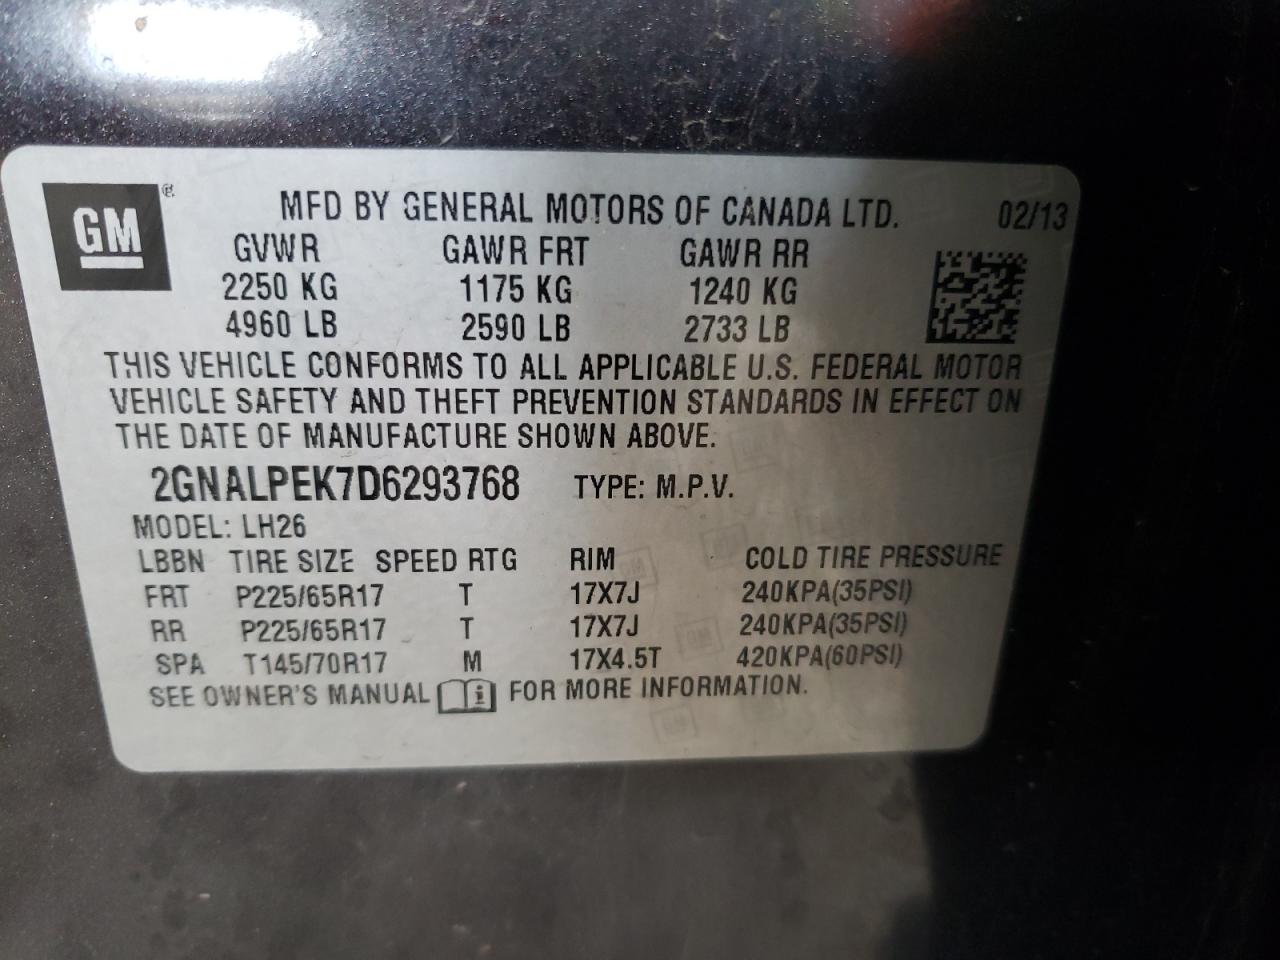 GM ®
MFD BY GENERAL MOTORS OF CANADA LTD. 02/13
GVWR GAWR FRT GAWR RR
2250 KG 1175 KG 1240 KG
4960 LB 2590 LB 2733 LB
THIS VEHICLE CONFORMS TO ALL APPLICABLE U.S. FEDERAL MOTOR
VEHICLE SAFETY AND THEFT PREVENTION STANDARDS IN EFFECT ON
THE DATE OF MANUFACTURE SHOWN ABOVE.
2GNALPEK7D6293768 TYPE: M.P.V.
MODEL: LH26
LBBN TIRE SIZE SPEED RTG RIM COLD TIRE PRESSURE
FRT P225/65R17 T 17X7J 240KPA(35PSI)
RR P225/65R17 T 17X7J 240KPA(35PSI)
SPA T145/70R17 M 17X4.5T 420KPA(60PSI)
SEE OWNER'S MANUAL i FOR MORE INFORMATION.